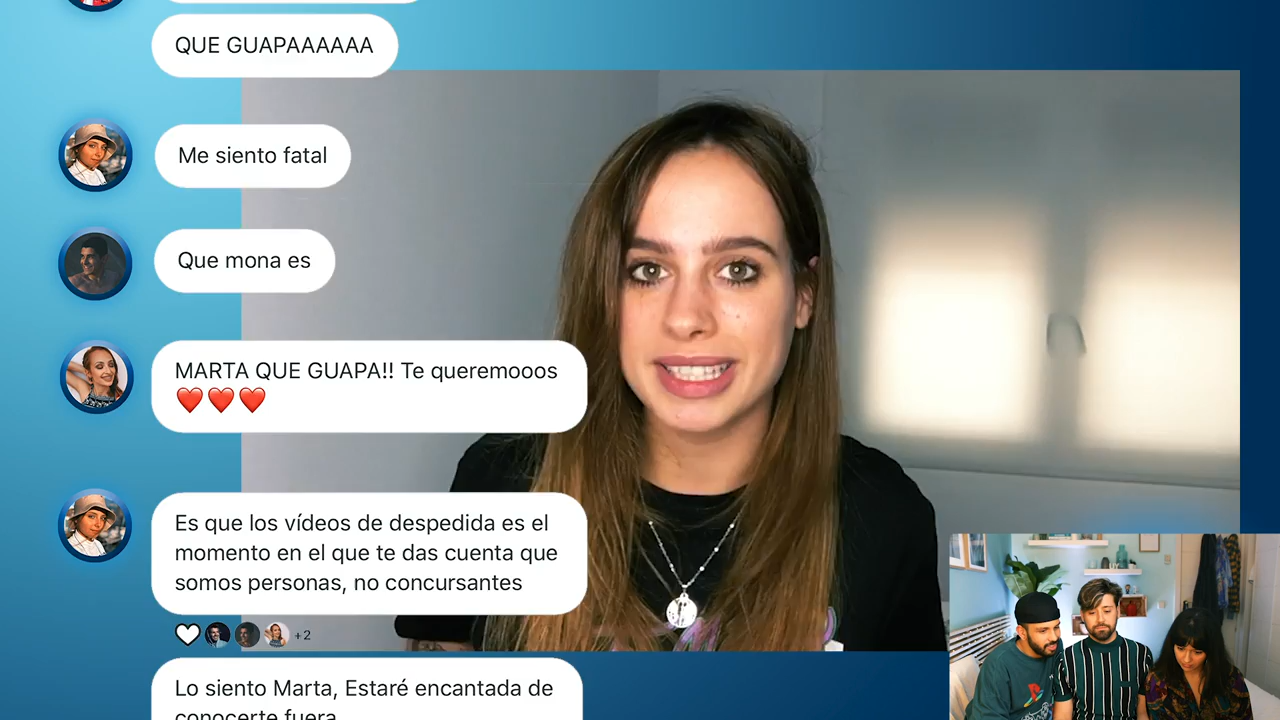 QUE GUAPAAAAAA
Me siento fatal
Que mona es
MARTA QUE GUAPA!! Te queremooos
❤️❤️❤️
Es que los vídeos de despedida es el
momento en el que te das cuenta que
somos personas, no concursantes
+2
Lo siento Marta, Estaré encantada de
conocerte fuera